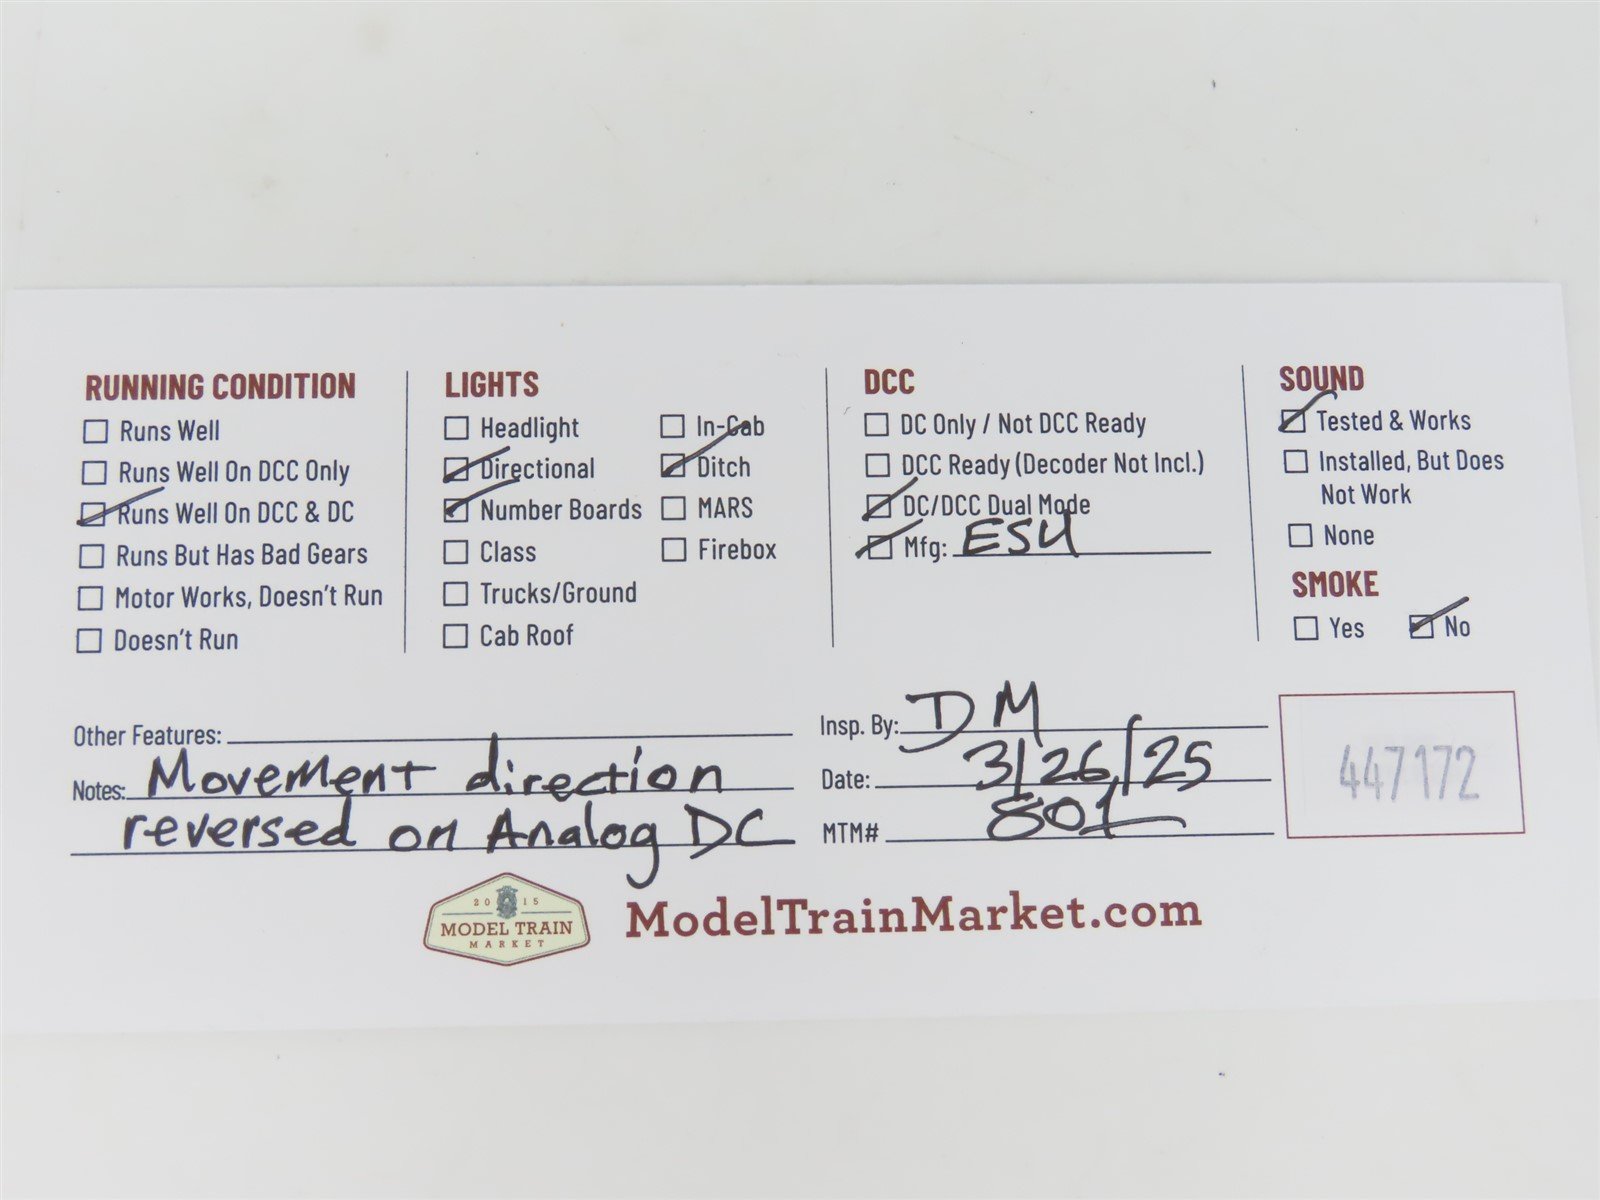 RUNNING CONDITION
☐ Runs Well
☐ Runs Well On DCC Only
☑ Runs Well On DCC & DC
☐ Runs But Has Bad Gears
☐ Motor Works, Doesn't Run
☐ Doesn't Run
LIGHTS
☐ Headlight
☑ Directional
☑ Number Boards
☐ Class
☐ Trucks/Ground
☐ Cab Roof
☐ In-Cab
☑ Ditch
☐ MARS
☐ Firebox
DCC
☐ DC Only / Not DCC Ready
☐ DCC Ready (Decoder Not Incl.)
☑ DC/DCC Dual Mode
☑ Mfg: ESU
SOUND
☑ Tested & Works
☐ Installed, But Does
Not Work
☐ None
SMOKE
☐ Yes ☑ No
Other Features:
Notes: Movement direction
reversed on Analog DC
Insp. By: DM
Date: 3/26/25
MTM# 801
447172
2015
MODEL TRAIN
MARKET
ModelTrainMarket.com